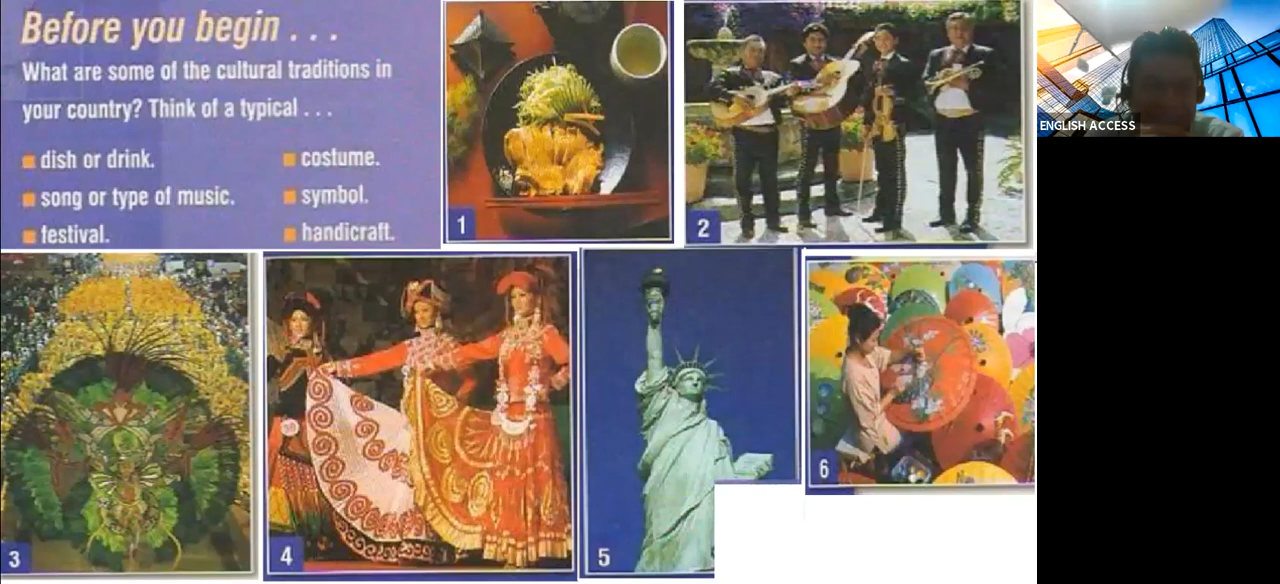 Before you begin . . .
What are some of the cultural traditions in
your country? Think of a typical . . .
dish or drink.
song or type of music.
festival.
costume.
symbol.
handicraft.
1
2
3
4
5
6
ENGLISH ACCESS